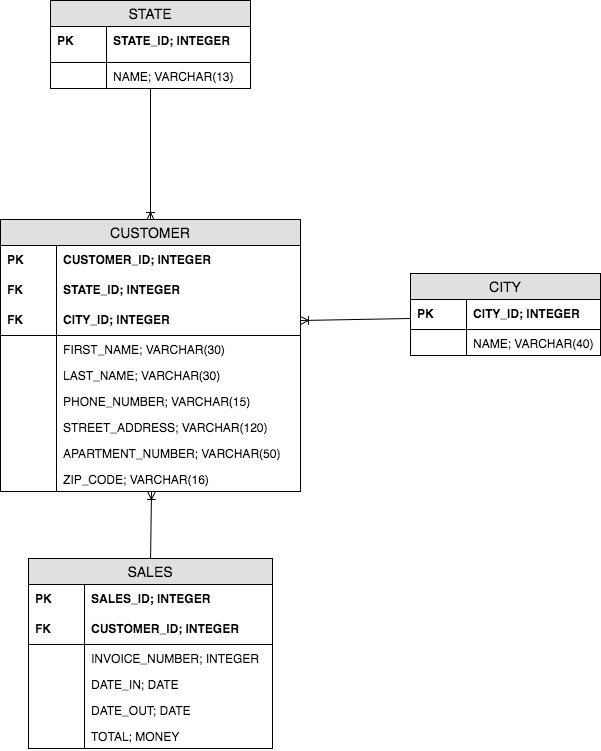 STATE
PK STATE_ID; INTEGER
NAME; VARCHAR(13)
CUSTOMER
PK CUSTOMER_ID; INTEGER
FK STATE_ID; INTEGER
FK CITY_ID; INTEGER
FIRST_NAME; VARCHAR(30)
LAST_NAME; VARCHAR(30)
PHONE_NUMBER; VARCHAR(15)
STREET_ADDRESS; VARCHAR(120)
APARTMENT_NUMBER; VARCHAR(50)
ZIP_CODE; VARCHAR(16)
CITY
PK CITY_ID; INTEGER
NAME; VARCHAR(40)
SALES
PK SALES_ID; INTEGER
FK CUSTOMER_ID; INTEGER
INVOICE_NUMBER; INTEGER
DATE_IN; DATE
DATE_OUT; DATE
TOTAL; MONEY